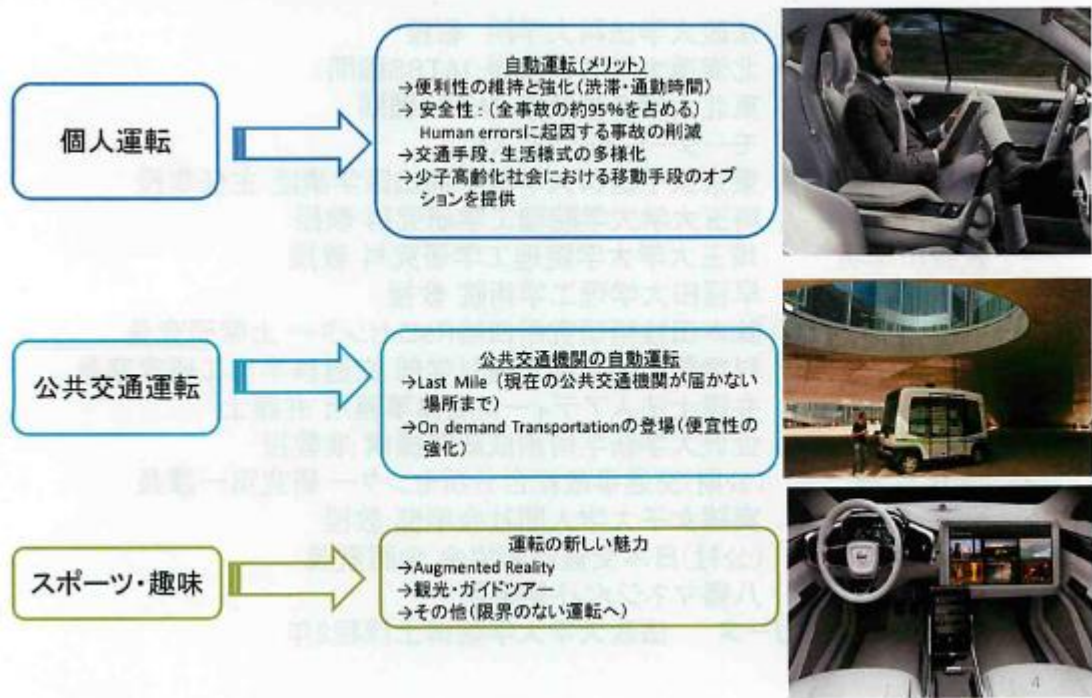 個人運転
自動運転(メリット)
→便利性の維持と強化(渋滞・通勤時間)
→安全性:(全事故の約95%を占める)
Human errorsに起因する事故の削減
→交通手段、生活様式の多様化
→少子高齢化社会における移動手段のオプ
ションを提供
公共交通運転
公共交通機関の自動運転
→Last Mile (現在の公共交通機関が届かない
場所まで)
→On demand Transportationの登場(便宜性の
強化)
スポーツ・趣味
運転の新しい魅力
→Augmented Reality
→観光・ガイドツアー
→その他(限界のない運転へ)
4